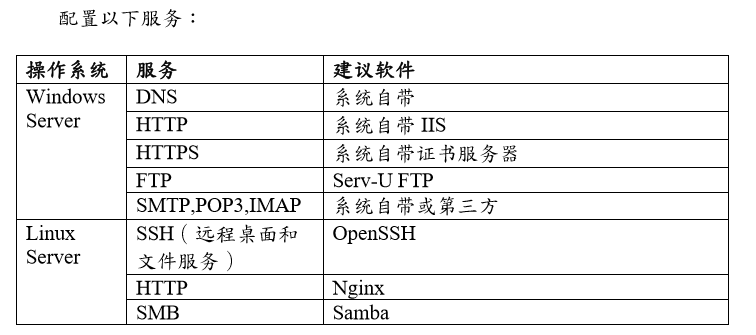 配置以下服务：
操作系统 服务 建议软件
Windows Server DNS 系统自带
HTTP 系统自带 IIS
HTTPS 系统自带证书服务器
FTP Serv-U FTP
SMTP,POP3,IMAP 系统自带或第三方
Linux Server SSH（远程桌面和文件服务） OpenSSH
HTTP Nginx
SMB Samba